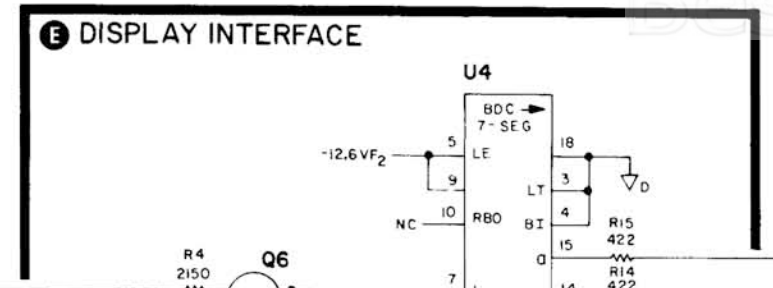 E DISPLAY INTERFACE
U4
BDC
7-SEG
-12.6VF2
5
LE
18
9
LT
3
D
NC
10
RBO
BI
4
R15
422
a
15
R4
2150
Q6
R14
422
7
14